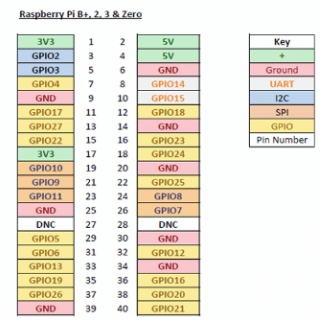 Raspberry Pi B+, 2, 3 & Zero
3V3 1 2 5V Key
GPIO2 3 4 5V +
GPIO3 5 6 GND Ground
GPIO4 7 8 GPIO14 UART
GND 9 10 GPIO15 I2C
GPIO17 11 12 GPIO18 SPI
GPIO27 13 14 GND GPIO
GPIO22 15 16 GPIO23 Pin Number
3V3 17 18 GPIO24
GPIO10 19 20 GND
GPIO9 21 22 GPIO25
GPIO11 23 24 GPIO8
GND 25 26 GPIO7
DNC 27 28 DNC
GPIO5 29 30 GND
GPIO6 31 32 GPIO12
GPIO13 33 34 GND
GPIO19 35 36 GPIO16
GPIO26 37 38 GPIO20
GND 39 40 GPIO21